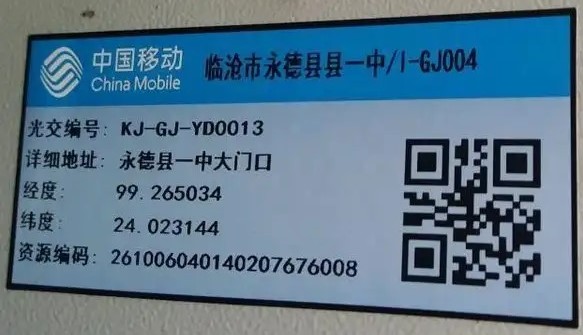 中国移动
China Mobile
临沧市永德县县一中/I-GJ004
光交编号: KJ-GJ-YD0013
详细地址: 永德县一中大门口
经度: 99.265034
纬度: 24.023144
资源编码: 261006040140207676008